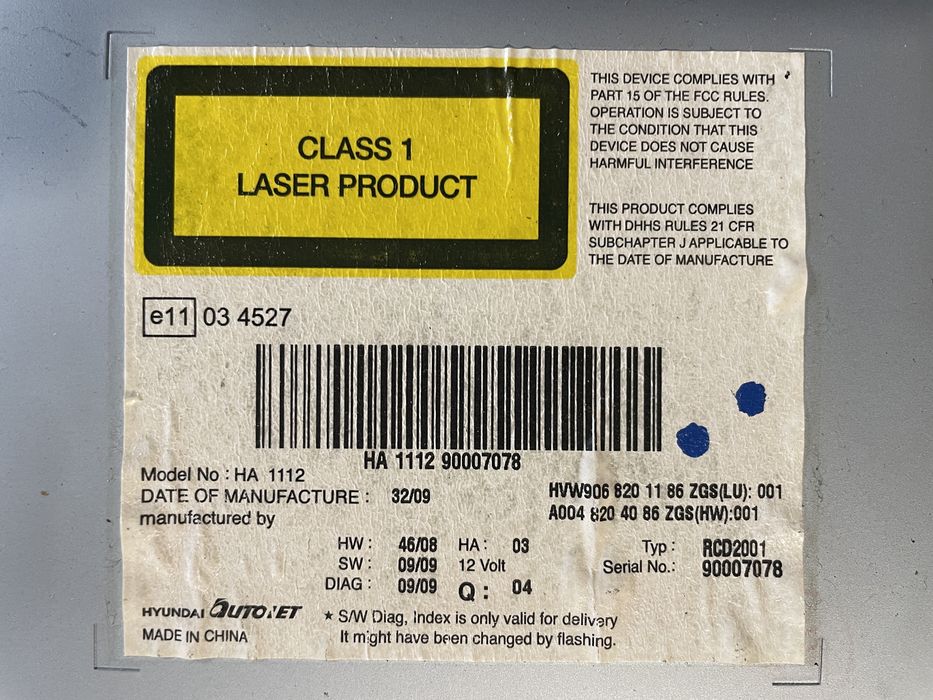 CLASS 1
LASER PRODUCT
THIS DEVICE COMPLIES WITH
PART 15 OF THE FCC RULES.
OPERATION IS SUBJECT TO
THE CONDITION THAT THIS
DEVICE DOES NOT CAUSE
HARMFUL INTERFERENCE
THIS PRODUCT COMPLIES
WITH DHHS RULES 21 CFR
SUBCHAPTER J APPLICABLE TO
THE DATE OF MANUFACTURE
e11 03 4527
HA 1112 90007078
Model No : HA 1112
DATE OF MANUFACTURE : 32/09
manufactured by
HVW906 820 11 86 ZGS(LU): 001
A004 820 40 86 ZGS(HW):001
HW : 46/08 HA : 03
SW : 09/09 12 Volt
DIAG : 09/09 Q : 04
Typ : RCD2001
Serial No.: 90007078
HYUNDAI AUTONET
MADE IN CHINA
★ S/W Diag, Index is only valid for delivery
It might have been changed by flashing.